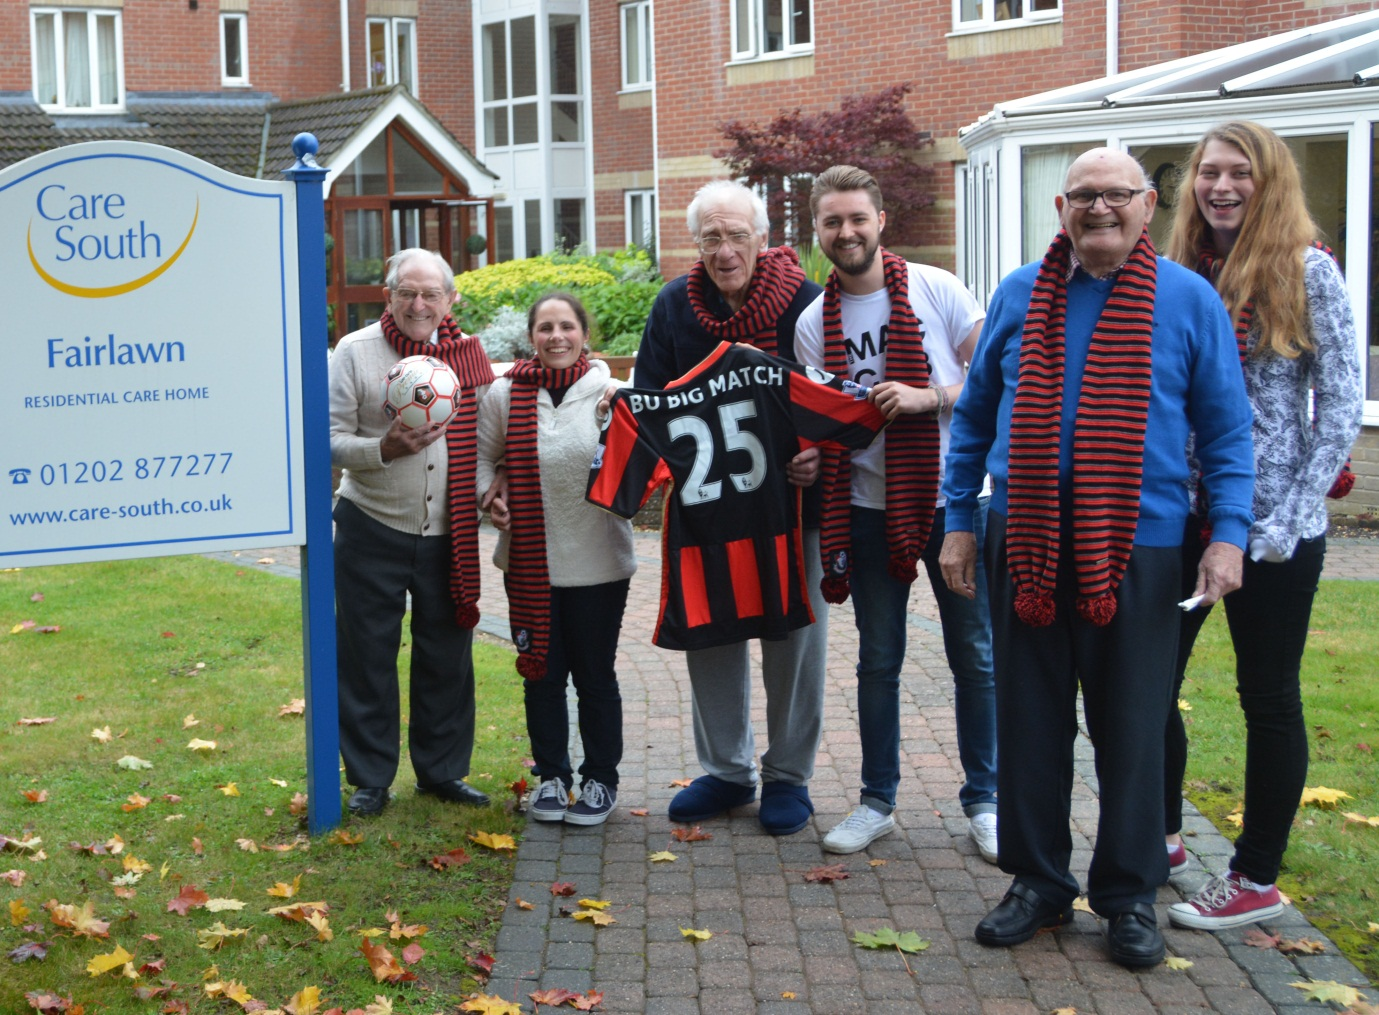 Care
South
Fairlawn
RESIDENTIAL CARE HOME
☎ 01202 877277
www.care-south.co.uk
BU BIG MATCH
25